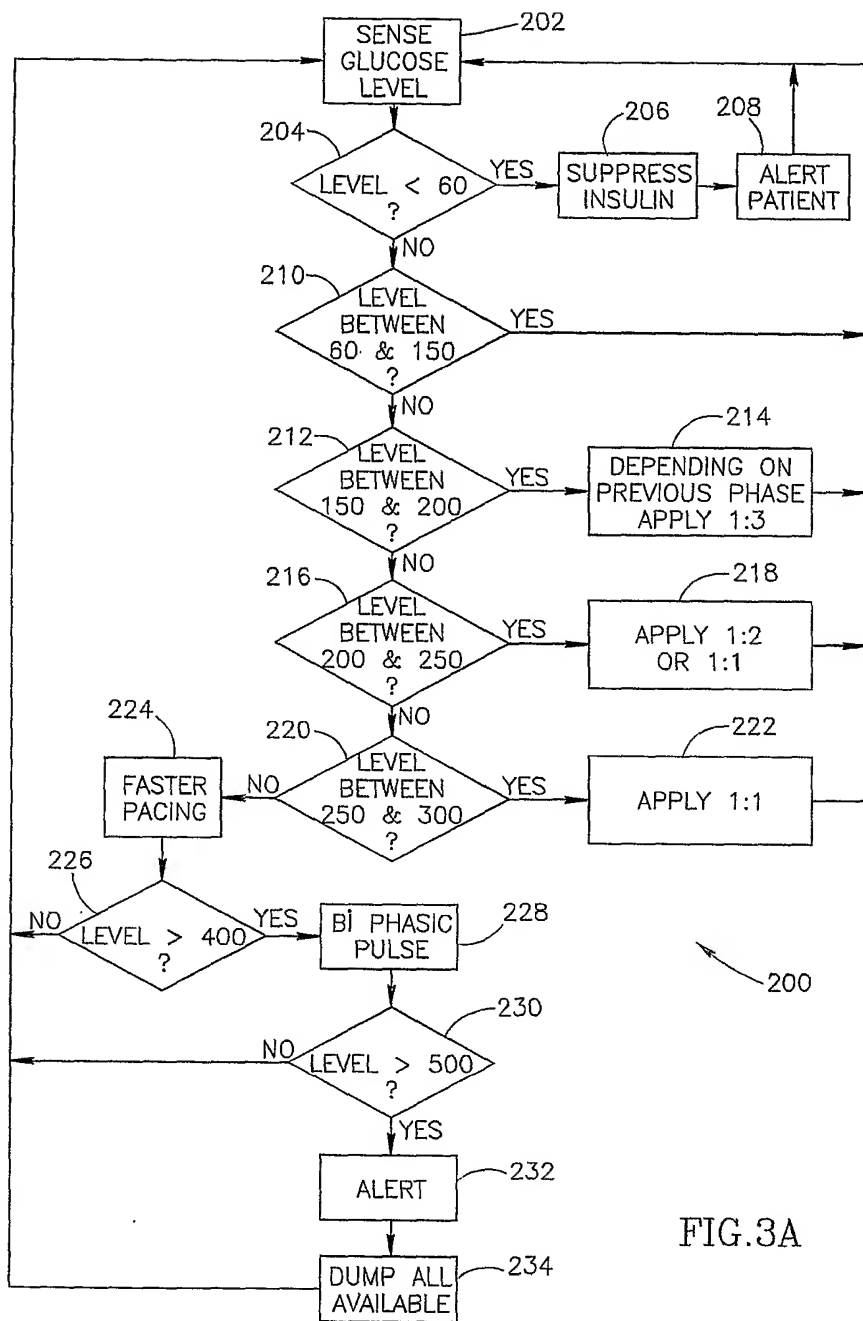 202
SENSE
GLUCOSE
LEVEL
204
LEVEL < 60
?
YES
206
SUPPRESS
INSULIN
208
ALERT
PATIENT
NO
210
LEVEL
BETWEEN
60 & 150
?
YES
NO
212
LEVEL
BETWEEN
150 & 200
?
YES
214
DEPENDING ON
PREVIOUS PHASE
APPLY 1:3
NO
216
LEVEL
BETWEEN
200 & 250
?
YES
218
APPLY 1:2
OR 1:1
NO
220
LEVEL
BETWEEN
250 & 300
?
YES
222
APPLY 1:1
NO
224
FASTER
PACING
226
LEVEL > 400
?
NO
YES
BI PHASIC
PULSE
228
200
230
LEVEL > 500
?
NO
YES
232
ALERT
234
DUMP ALL
AVAILABLE
FIG.3A